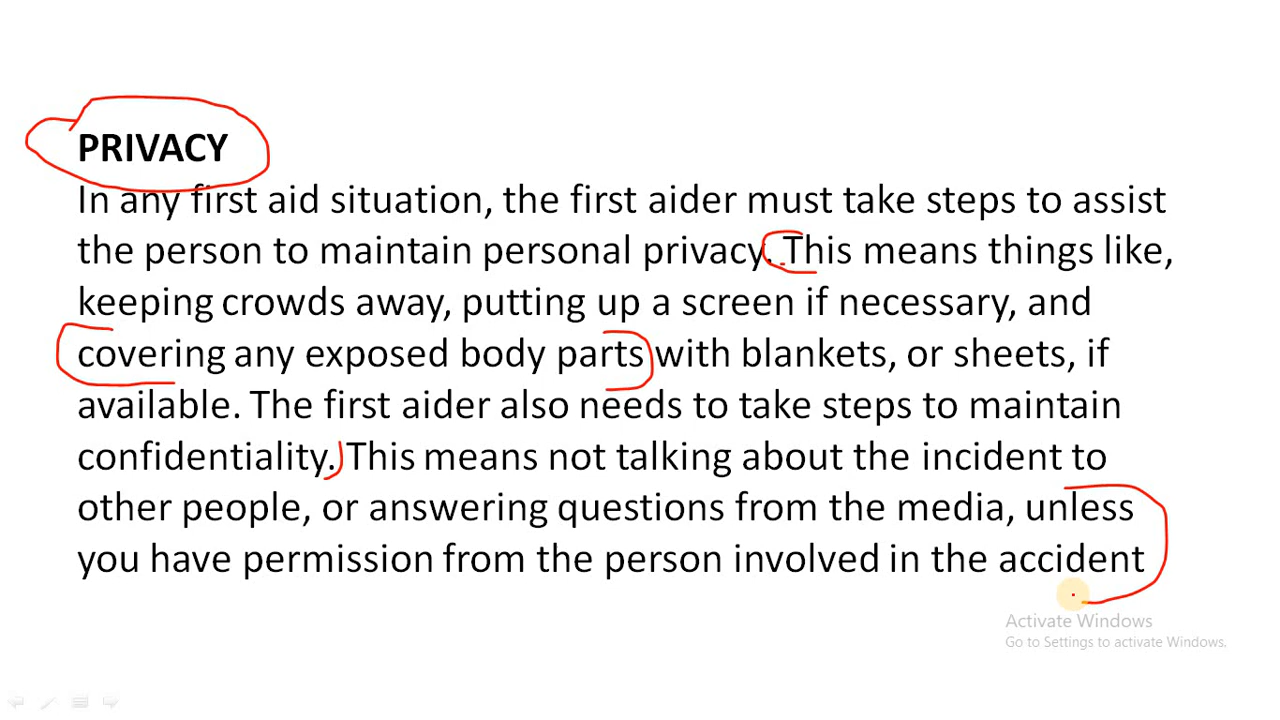 PRIVACY
In any first aid situation, the first aider must take steps to assist
the person to maintain personal privacy. This means things like,
keeping crowds away, putting up a screen if necessary, and
covering any exposed body parts with blankets, or sheets, if
available. The first aider also needs to take steps to maintain
confidentiality. This means not talking about the incident to
other people, or answering questions from the media, unless
you have permission from the person involved in the accident
Activate Windows
Go to Settings to activate Windows.